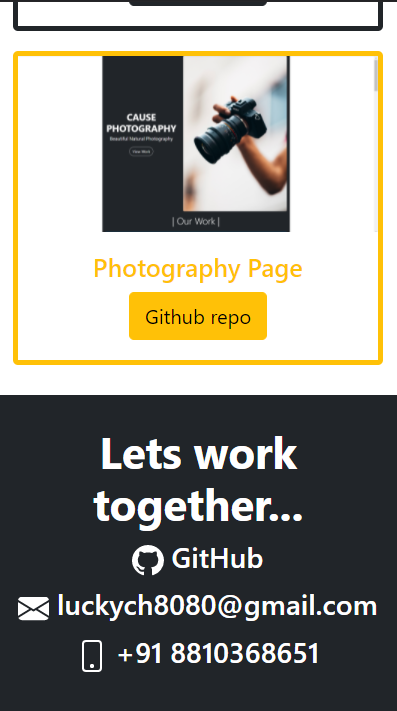 CAUSE
PHOTOGRAPHY
Beautiful Natural Photography
View Work
| Our Work |
Photography Page
Github repo
Lets work
together...
GitHub
luckych8080@gmail.com
+91 8810368651